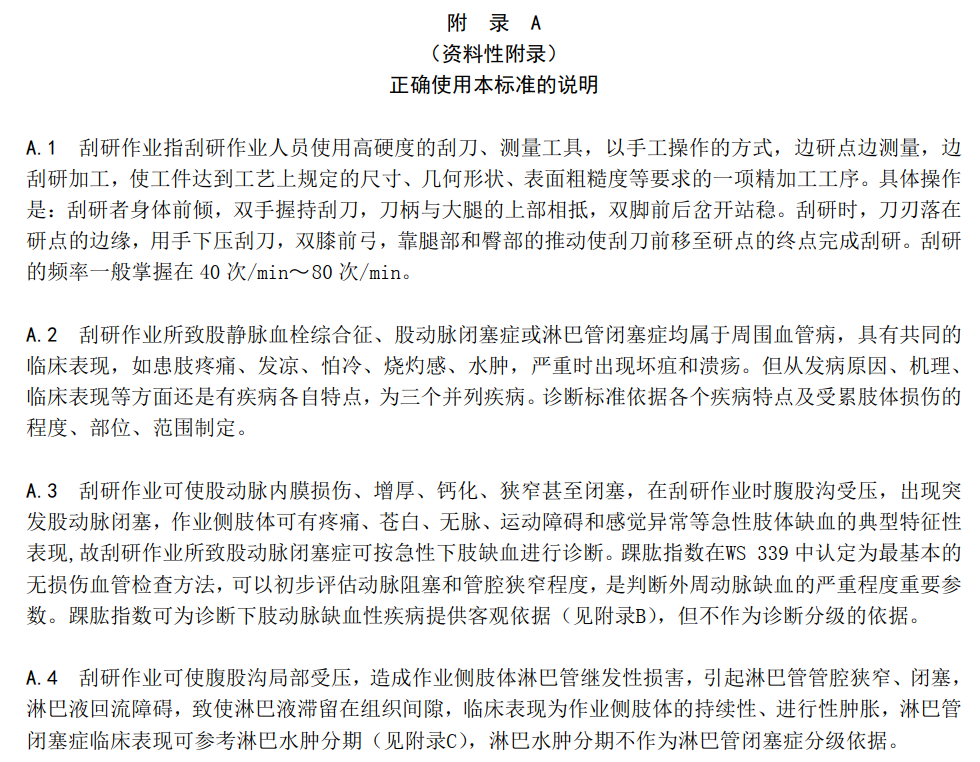 附 录 A
（资料性附录）
正确使用本标准的说明
A.1 刮研作业指刮研作业人员使用高硬度的刮刀、测量工具，以手工操作的方式，边研点边测量，边
刮研加工，使工件达到工艺上规定的尺寸、几何形状、表面粗糙度等要求的一项精加工工序。具体操作
是：刮研者身体前倾，双手握持刮刀，刀柄与大腿的上部相抵，双脚前后岔开站稳。刮研时，刀刃落在
研点的边缘，用手下压刮刀，双膝前弓，靠腿部和臀部的推动使刮刀前移至研点的终点完成刮研。刮研
的频率一般掌握在 40 次/min～80 次/min。
A.2 刮研作业所致股静脉血栓综合征、股动脉闭塞症或淋巴管闭塞症均属于周围血管病，具有共同的
临床表现，如患肢疼痛、发凉、怕冷、烧灼感、水肿，严重时出现坏疽和溃疡。但从发病原因、机理、
临床表现等方面还是有疾病各自特点，为三个并列疾病。诊断标准依据各个疾病特点及受累肢体损伤的
程度、部位、范围制定。
A.3 刮研作业可使股动脉内膜损伤、增厚、钙化、狭窄甚至闭塞，在刮研作业时腹股沟受压，出现突
发股动脉闭塞，作业侧肢体可有疼痛、苍白、无脉、运动障碍和感觉异常等急性肢体缺血的典型特征性
表现,故刮研作业所致股动脉闭塞症可按急性下肢缺血进行诊断。踝肱指数在WS 339 中认定为最基本的
无损伤血管检查方法，可以初步评估动脉阻塞和管腔狭窄程度，是判断外周动脉缺血的严重程度重要参
数。踝肱指数可为诊断下肢动脉缺血性疾病提供客观依据（见附录B），但不作为诊断分级的依据。
A.4 刮研作业可使腹股沟局部受压，造成作业侧肢体淋巴管继发性损害，引起淋巴管管腔狭窄、闭塞，
淋巴液回流障碍，致使淋巴液滞留在组织间隙，临床表现为作业侧肢体的持续性、进行性肿胀，淋巴管
闭塞症临床表现可参考淋巴水肿分期（见附录C），淋巴水肿分期不作为淋巴管闭塞症分级依据。